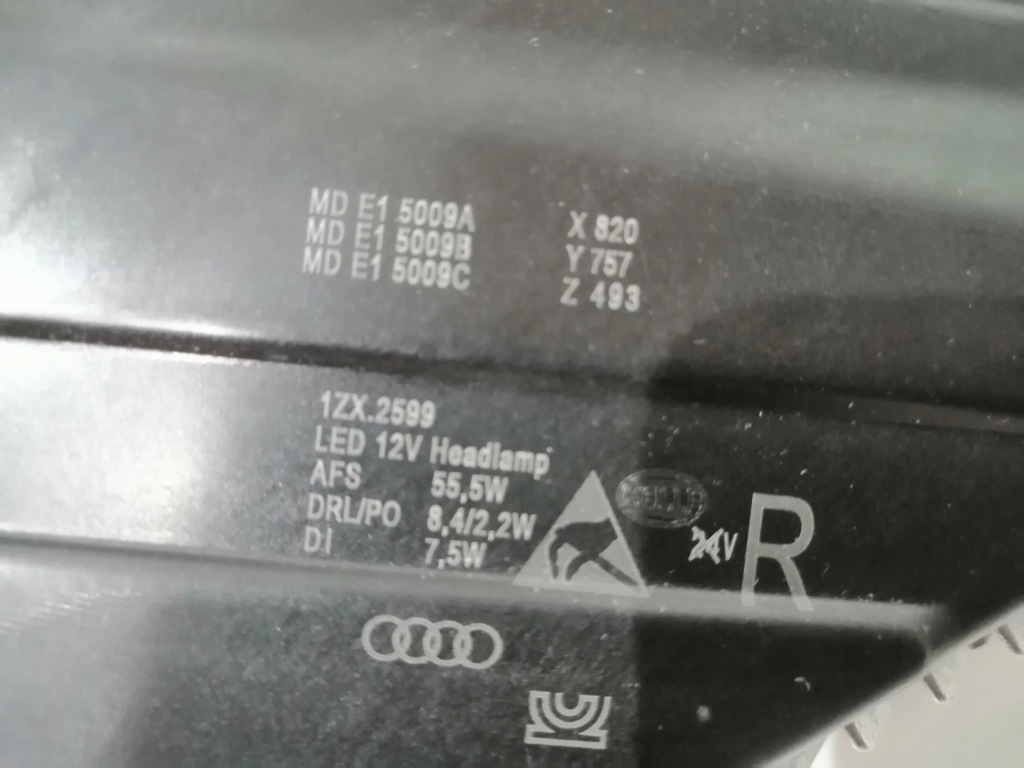 MD E1 5009A X 820
MD E1 5009B Y 757
MD E1 5009C Z 493
1ZX.2599
LED 12V Headlamp
AFS 55,5W
DRL/PO 8,4/2,2W
DI 7,5W
HELLA
24V
R